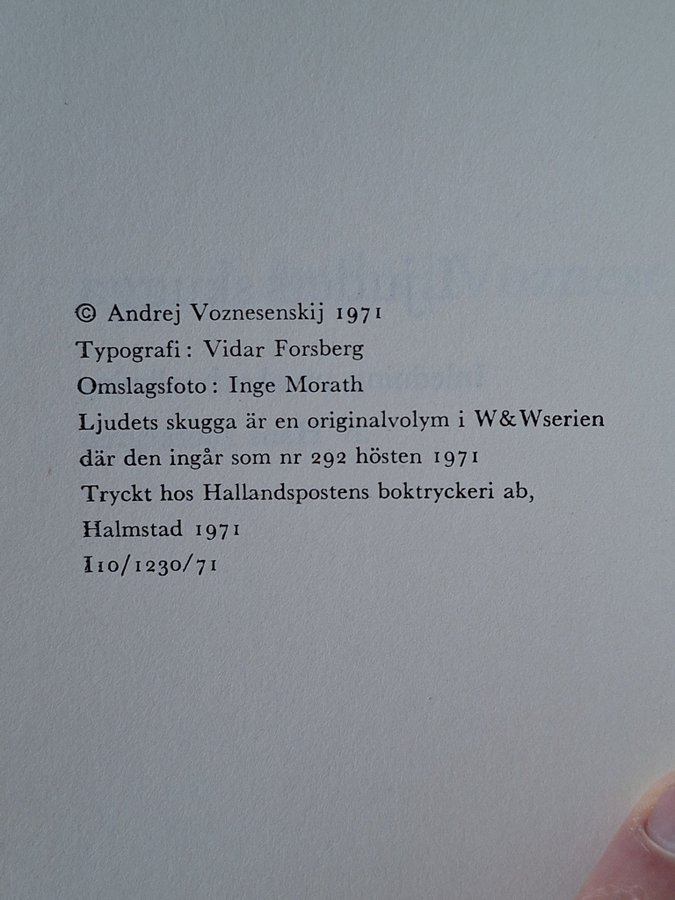 © Andrej Voznesenskij 1971
Typografi: Vidar Forsberg
Omslagsfoto: Inge Morath
Ljudets skugga är en originalvolym i W&Wserien
där den ingår som nr 292 hösten 1971
Tryckt hos Hallandspostens boktryckeri ab,
Halmstad 1971
I10/1230/71